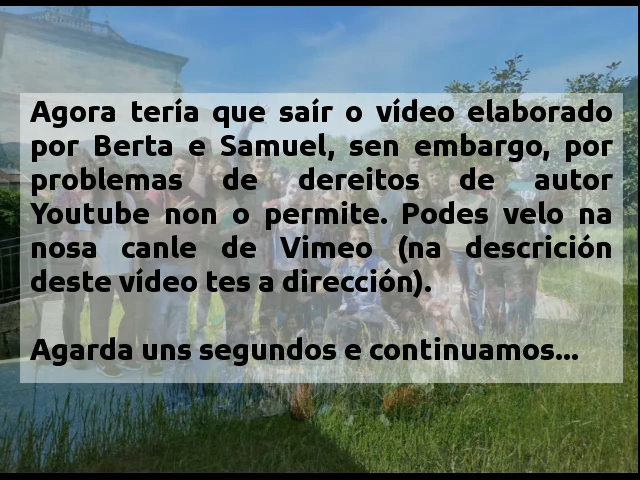 Agora tería que saír o vídeo elaborado
por Berta e Samuel, sen embargo, por
problemas de dereitos de autor
Youtube non o permite. Podes velo na
nosa canle de Vimeo (na descrición
deste vídeo tes a dirección).
Agarda uns segundos e continuamos...